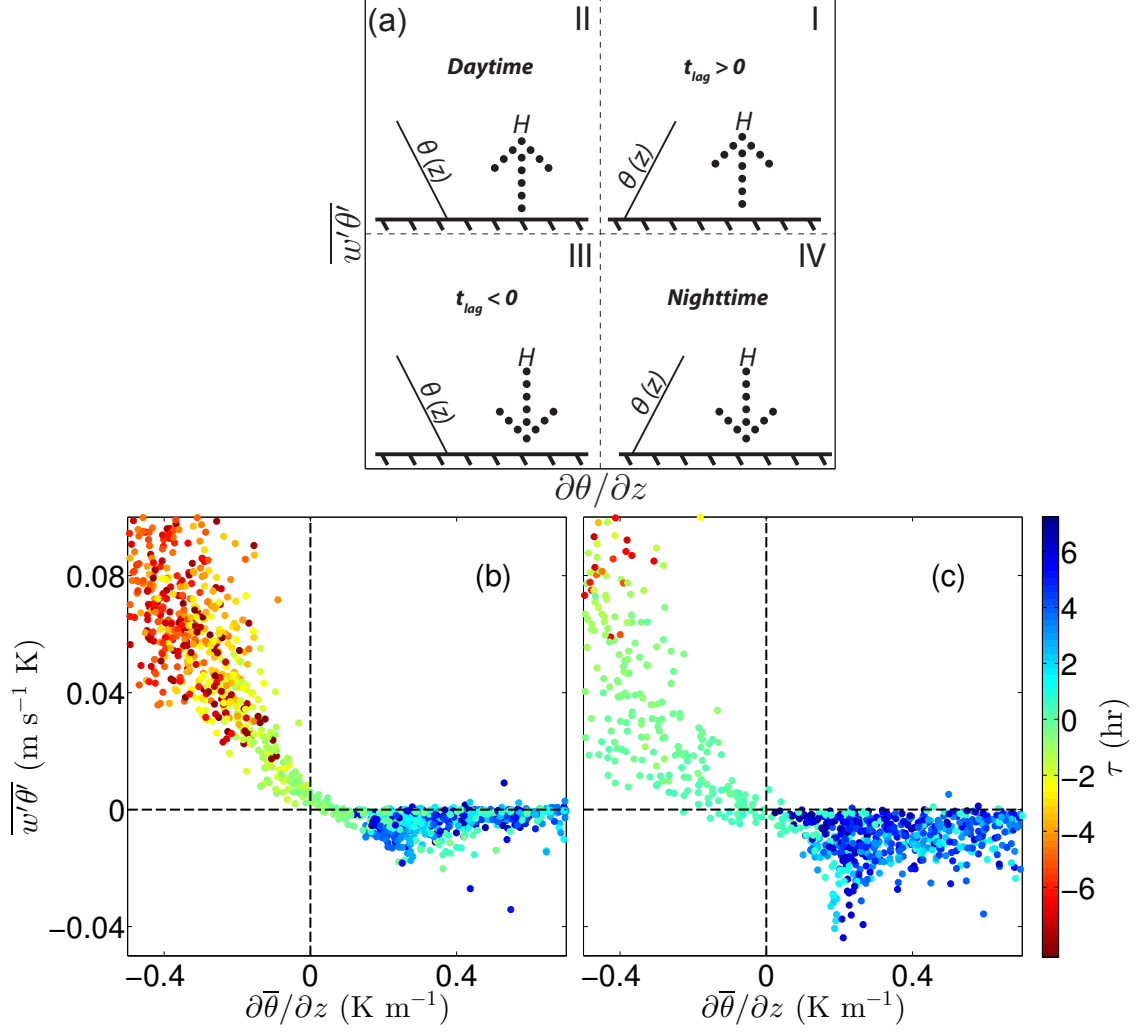 (a)
II
I
Daytime
t_lag > 0
H
H
θ (z)
θ (z)
w′θ′
III
IV
t_lag < 0
Nighttime
H
H
θ (z)
θ (z)
∂θ/∂z
(b)
(c)
0.08
0.04
0
−0.04
w′θ′ (m s⁻¹ K)
−0.4
0
0.4
−0.4
0
0.4
∂θ̅/∂z (K m⁻¹)
∂θ̅/∂z (K m⁻¹)
6
4
2
0
−2
−4
−6
τ (hr)